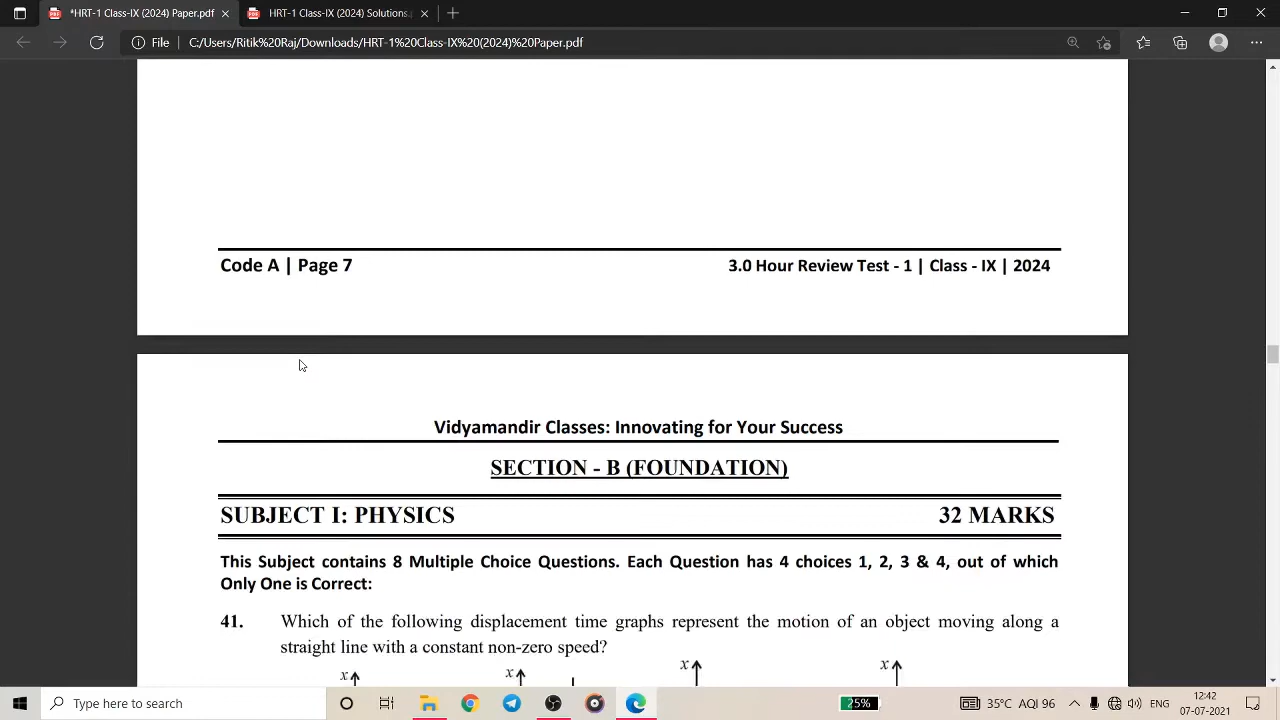 *HRT-1 Class-IX (2024) Paper.pdf
HRT-1 Class-IX (2024) Solutions.
File | C:/Users/Ritik%20Raj/Downloads/HRT-1%20Class-IX%20(2024)%20Paper.pdf
Code A | Page 7 3.0 Hour Review Test - 1 | Class - IX | 2024
Vidyamandir Classes: Innovating for Your Success
SECTION - B (FOUNDATION)
SUBJECT I: PHYSICS 32 MARKS
This Subject contains 8 Multiple Choice Questions. Each Question has 4 choices 1, 2, 3 & 4, out of which
Only One is Correct:
41. Which of the following displacement time graphs represent the motion of an object moving along a
straight line with a constant non-zero speed?
x x x x
Type here to search 25% 35°C AQI 96 ENG 12:42
07-07-2021